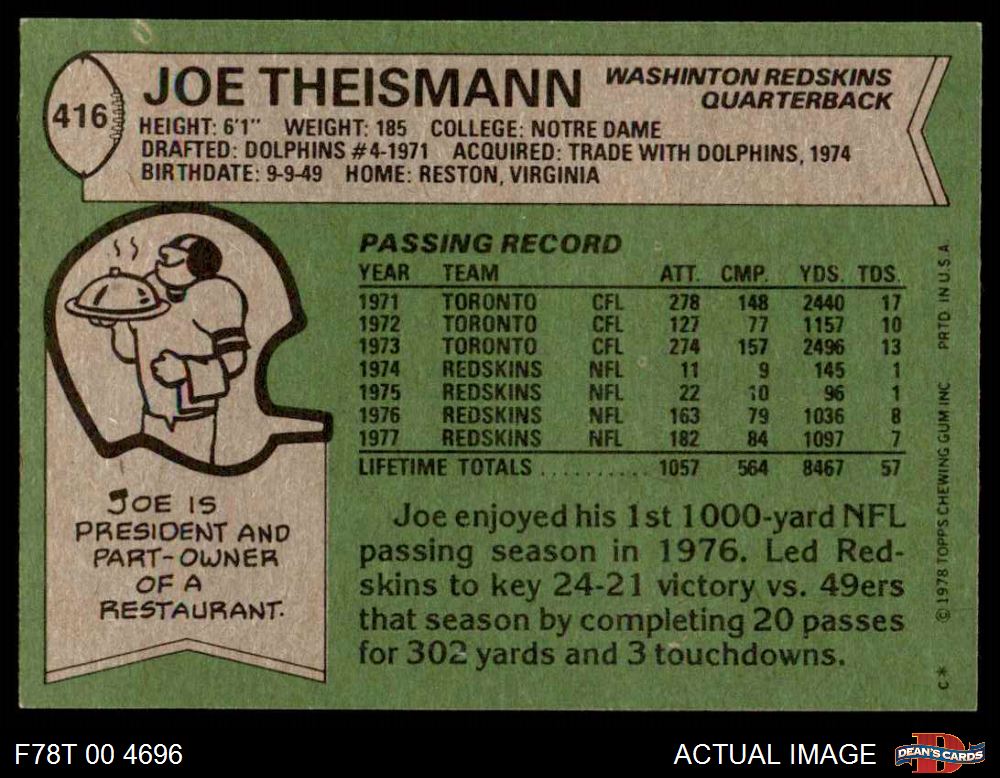 416
JOE THEISMANN
WASHINTON REDSKINS
QUARTERBACK
HEIGHT: 6'1" WEIGHT: 185 COLLEGE: NOTRE DAME
DRAFTED: DOLPHINS #4-1971 ACQUIRED: TRADE WITH DOLPHINS, 1974
BIRTHDATE: 9-9-49 HOME: RESTON, VIRGINIA
JOE IS
PRESIDENT AND
PART-OWNER
OF A
RESTAURANT.
PASSING RECORD
YEAR TEAM ATT. CMP. YDS. TDS.
1971 TORONTO CFL 278 148 2440 17
1972 TORONTO CFL 127 77 1157 10
1973 TORONTO CFL 274 157 2496 13
1974 REDSKINS NFL 11 9 145 1
1975 REDSKINS NFL 22 10 96 1
1976 REDSKINS NFL 163 79 1036 8
1977 REDSKINS NFL 182 84 1097 7
LIFETIME TOTALS .......... 1057 564 8467 57
Joe enjoyed his 1st 1000-yard NFL
passing season in 1976. Led Red-
skins to key 24-21 victory vs. 49ers
that season by completing 20 passes
for 302 yards and 3 touchdowns.
C* © 1978 TOPPS CHEWING GUM INC. PRTD. IN U.S.A.
F78T 00 4696
ACTUAL IMAGE
D
DEAN'S CARDS